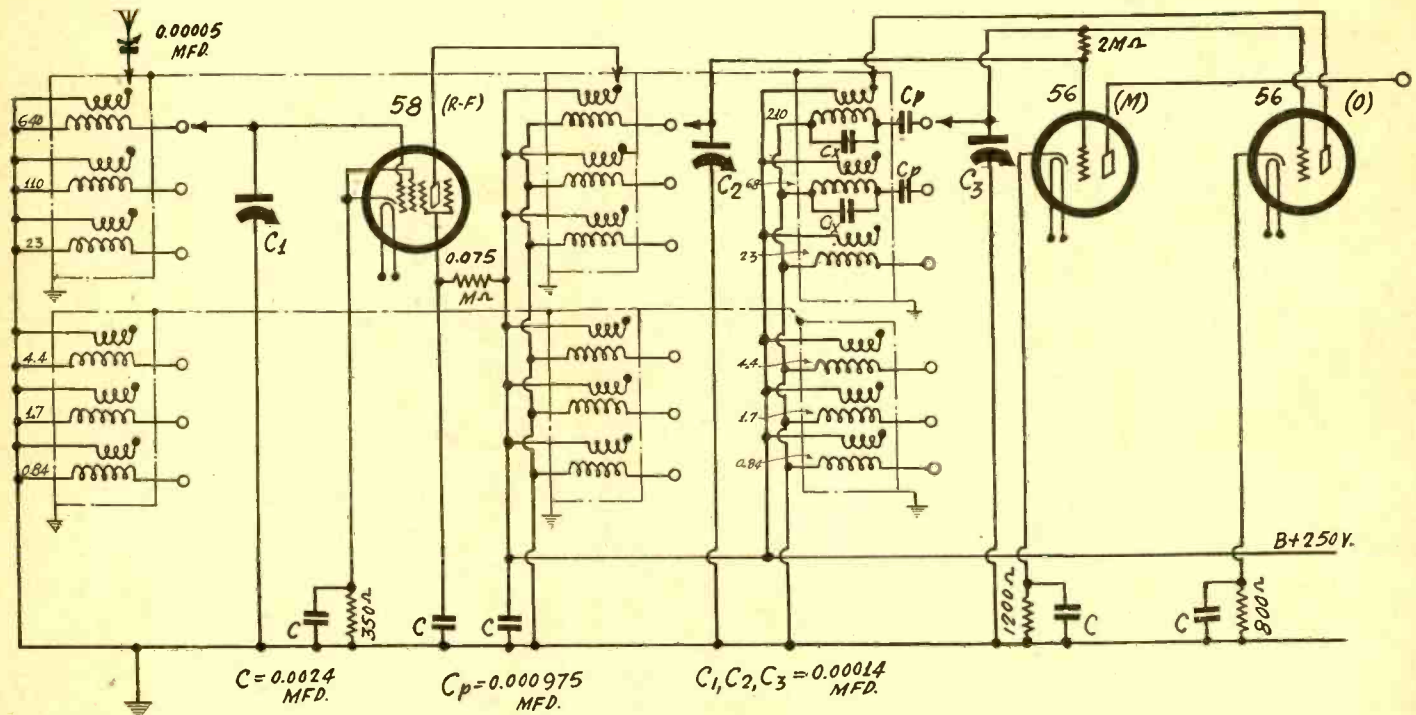 0.00005
MFD.
58
(R-F)
640
110
23
C1
0.075
MΩ
4.4
1.7
0.84
C2
210
Cp
Cx
68
Cp
Cx
23
4.4
1.7
0.84
C3
2MΩ
56
(M)
56
(O)
B+250V.
C
350Ω
C
C
1200Ω
C
C
800Ω
C=0.0024
MFD.
Cp=0.000975
MFD.
C1, C2, C3=0.00014
MFD.